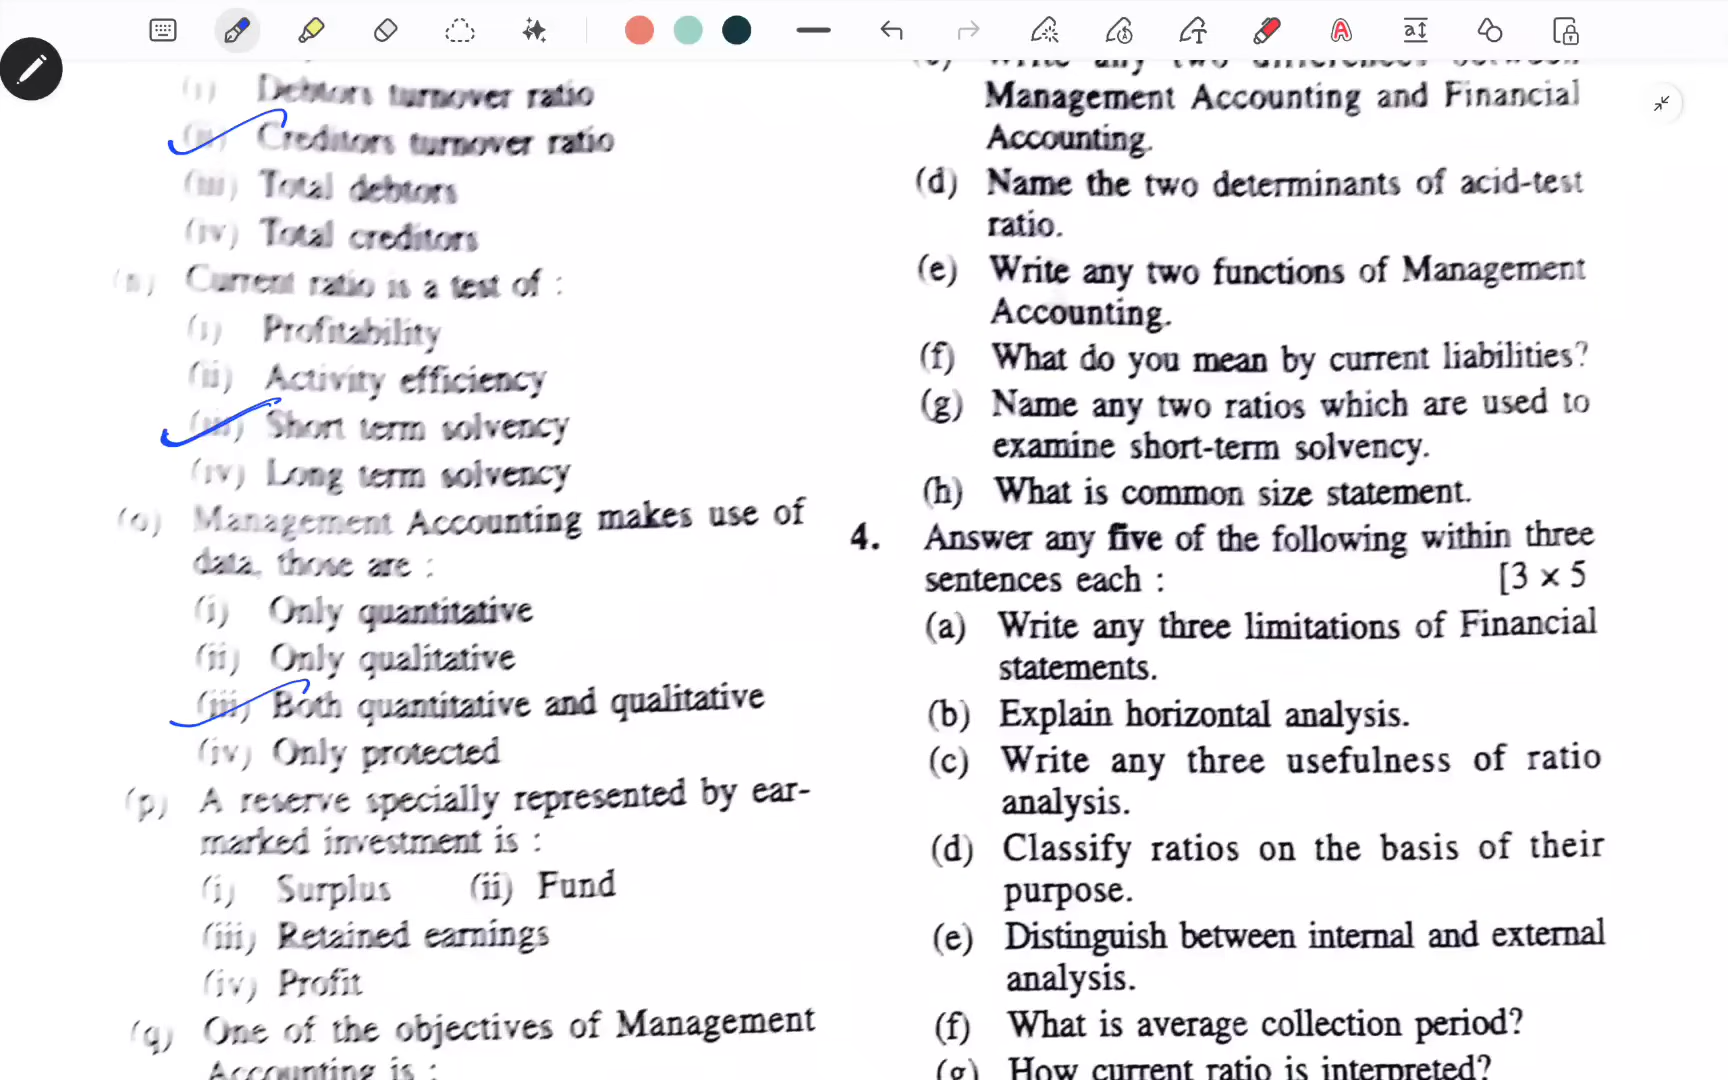 (i) Debtors turnover ratio
(ii) Creditors turnover ratio
(iii) Total debtors
(iv) Total creditors
(n) Current ratio is a test of :
(i) Profitability
(ii) Activity efficiency
(iii) Short term solvency
(iv) Long term solvency
(o) Management Accounting makes use of
data, those are :
(i) Only quantitative
(ii) Only qualitative
(iii) Both quantitative and qualitative
(iv) Only protected
(p) A reserve specially represented by ear-
marked investment is :
(i) Surplus (ii) Fund
(iii) Retained earnings
(iv) Profit
(q) One of the objectives of Management
Accounting is :
(c) Write any two differences between
Management Accounting and Financial
Accounting.
(d) Name the two determinants of acid-test
ratio.
(e) Write any two functions of Management
Accounting.
(f) What do you mean by current liabilities?
(g) Name any two ratios which are used to
examine short-term solvency.
(h) What is common size statement.
4. Answer any five of the following within three
sentences each : [3 × 5
(a) Write any three limitations of Financial
statements.
(b) Explain horizontal analysis.
(c) Write any three usefulness of ratio
analysis.
(d) Classify ratios on the basis of their
purpose.
(e) Distinguish between internal and external
analysis.
(f) What is average collection period?
(g) How current ratio is interpreted?